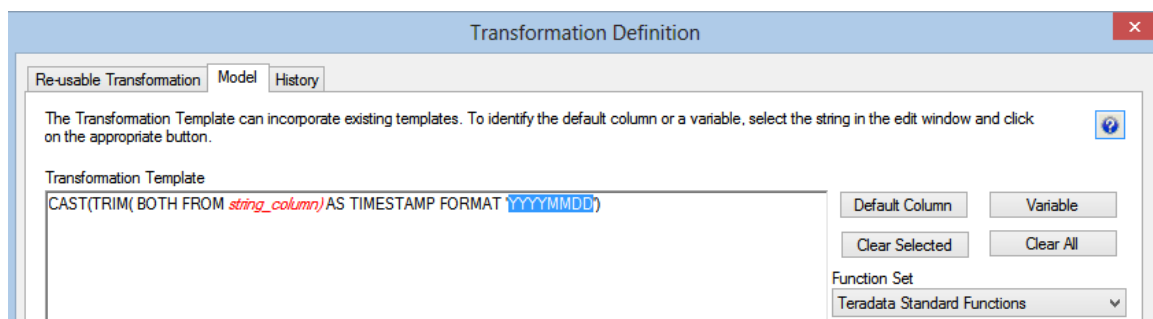 Transformation Definition
Re-usable Transformation Model History
The Transformation Template can incorporate existing templates. To identify the default column or a variable, select the string in the edit window and click
on the appropriate button.
Transformation Template
CAST(TRIM( BOTH FROM string_column) AS TIMESTAMP FORMAT 'YYYYMMDD')
Default Column Variable
Clear Selected Clear All
Function Set
Teradata Standard Functions